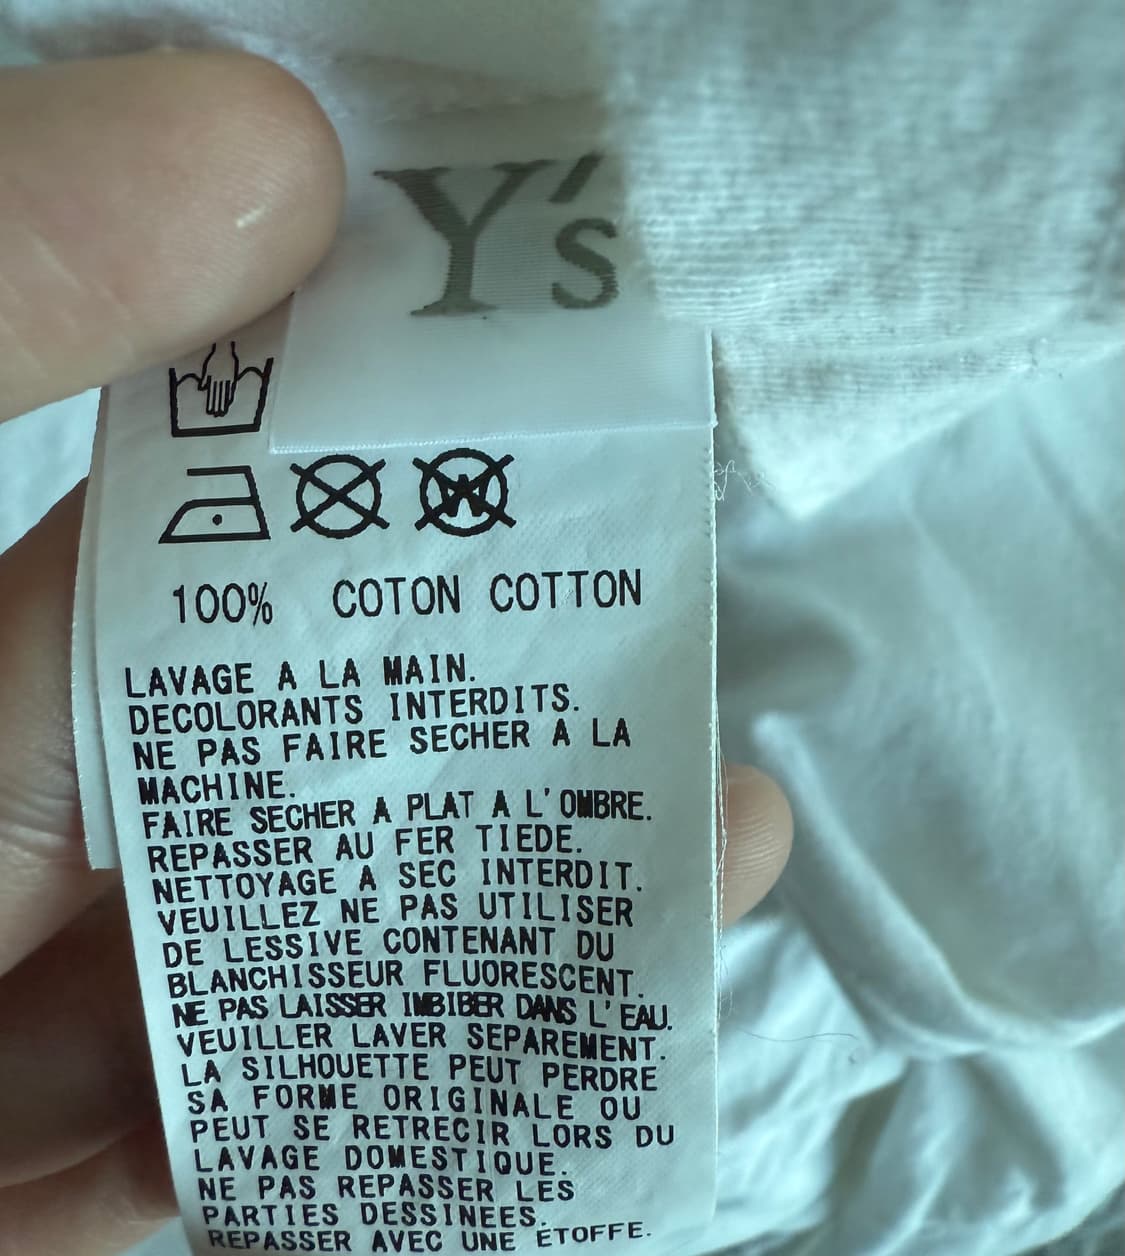 Y's
W
100% COTON COTTON
LAVAGE A LA MAIN.
DECOLORANTS INTERDITS.
NE PAS FAIRE SECHER A LA
MACHINE.
FAIRE SECHER A PLAT A L'OMBRE.
REPASSER AU FER TIEDE.
NETTOYAGE A SEC INTERDIT.
VEUILLEZ NE PAS UTILISER
DE LESSIVE CONTENANT DU
BLANCHISSEUR FLUORESCENT.
NE PAS LAISSER IMBIBER DANS L'EAU.
VEUILLER LAVER SEPAREMENT.
LA SILHOUETTE PEUT PERDRE
SA FORME ORIGINALE OU
PEUT SE RETRECIR LORS DU
LAVAGE DOMESTIQUE.
NE PAS REPASSER LES
PARTIES DESSINEES.
REPASSER AVEC UNE ETOFFE.